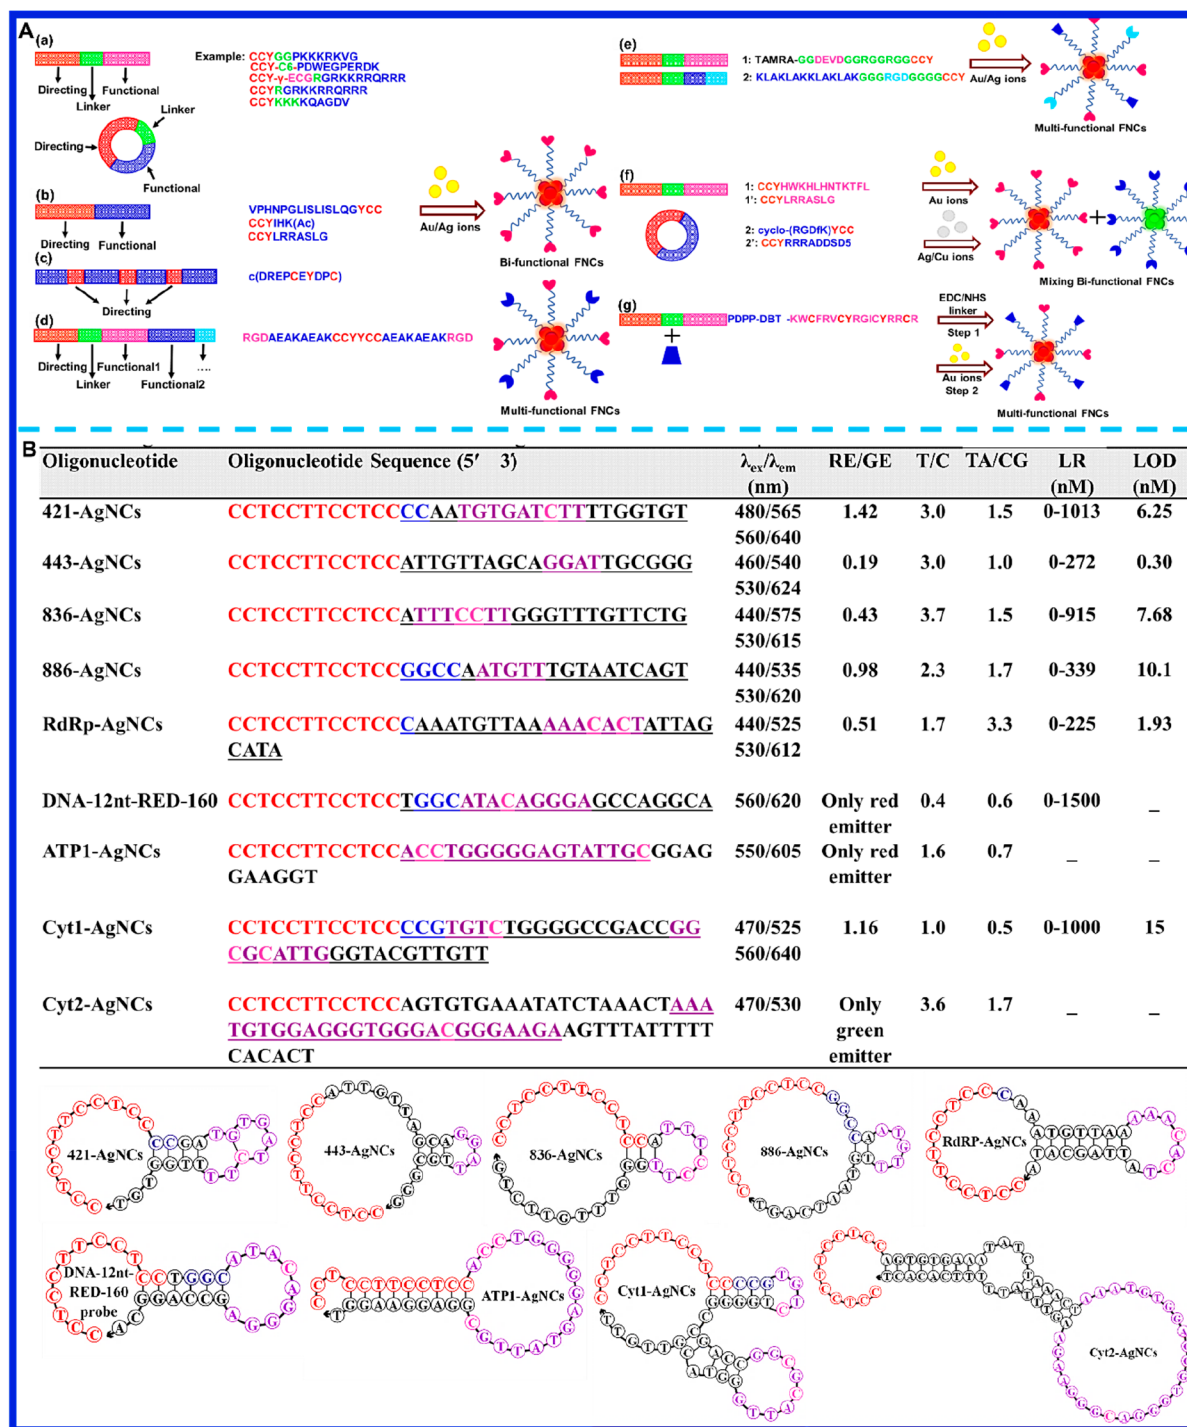 A
(a)
Directing
Functional
Linker
Linker
Directing
Functional
Example: CCYGGPKKKRKVG
CCY-C6-PDWEGPERDK
CCY-γ-ECGRGRKKRRQRRR
CCYRGRKKRRQRRR
CCYKKKKQAGDV
(b)
Directing
Functional
VPHNPGLISLISLQGYCC
CCYIHK(Ac)
CCYLRRASLG
(c)
Directing
c(DREPCEYDPC)
(d)
Directing
Functional1
....
Linker
Functional2
RGDAEAKAEAKCCYYCCAEAKAEAKRGD
Au/Ag ions
Bi-functional FNCs
Multi-functional FNCs
(e)
1: TAMRA-GGDEVDGGRGGRGGCCY
2: KLAKLAKKLAKLAKGGGRGDGGGGCCY
Au/Ag ions
Multi-functional FNCs
(f)
1: CCYHWKHLHNTKTFL
1': CCYLRRASLG
2: cyclo-(RGDfK)YCC
2': CCYRRRADDSD5
Au ions
Ag/Cu ions
+
Mixing Bi-functional FNCs
(g)
PDPP-DBT -KWCFRVCYRGICYRRCR
+
EDC/NHS
linker
Step 1
Au ions
Step 2
Multi-functional FNCs
B
Oligonucleotide Oligonucleotide Sequence (5′ 3) λex/λem RE/GE T/C TA/CG LR LOD
(nm) (nM) (nM)
421-AgNCs CCTCCTTCCTCCCCAATGTGATCTTTTGGTGT 480/565 1.42 3.0 1.5 0-1013 6.25
560/640
443-AgNCs CCTCCTTCCTCCATTGTTAGCAGGATTGCGGG 460/540 0.19 3.0 1.0 0-272 0.30
530/624
836-AgNCs CCTCCTTCCTCCATTTCCTTGGGTTTGTTCTG 440/575 0.43 3.7 1.5 0-915 7.68
530/615
886-AgNCs CCTCCTTCCTCCGGCCAATGTTTGTAATCAGT 440/535 0.98 2.3 1.7 0-339 10.1
530/620
RdRp-AgNCs CCTCCTTCCTCCCAAATGTTAAAAACACTATTAG 440/525 0.51 1.7 3.3 0-225 1.93
CATA 530/612
DNA-12nt-RED-160 CCTCCTTCCTCCTGGCATACAGGGAGCCAGGCA 560/620 Only red 0.4 0.6 0-1500 _
emitter
ATP1-AgNCs CCTCCTTCCTCCACCTGGGGGAGTATTGCGGAG 550/605 Only red 1.6 0.7 _ _
GAAGGT emitter
Cyt1-AgNCs CCTCCTTCCTCCCCGTGTCTGGGGCCGACCGG 470/525 1.16 1.0 0.5 0-1000 15
CGCATTGGGTACGTTGTT 560/640
Cyt2-AgNCs CCTCCTTCCTCCAGTGTGAAATATCTAAACTAAA 470/530 Only 3.6 1.7 _ _
TGTGGAGGGTGGGACGGGAAGAAGTTTATTTTT green
CACACT emitter
421-AgNCs
443-AgNCs
836-AgNCs
886-AgNCs
RdRP-AgNCs
DNA-12nt-
RED-160
probe
ATP1-AgNCs
Cyt1-AgNCs
Cyt2-AgNCs